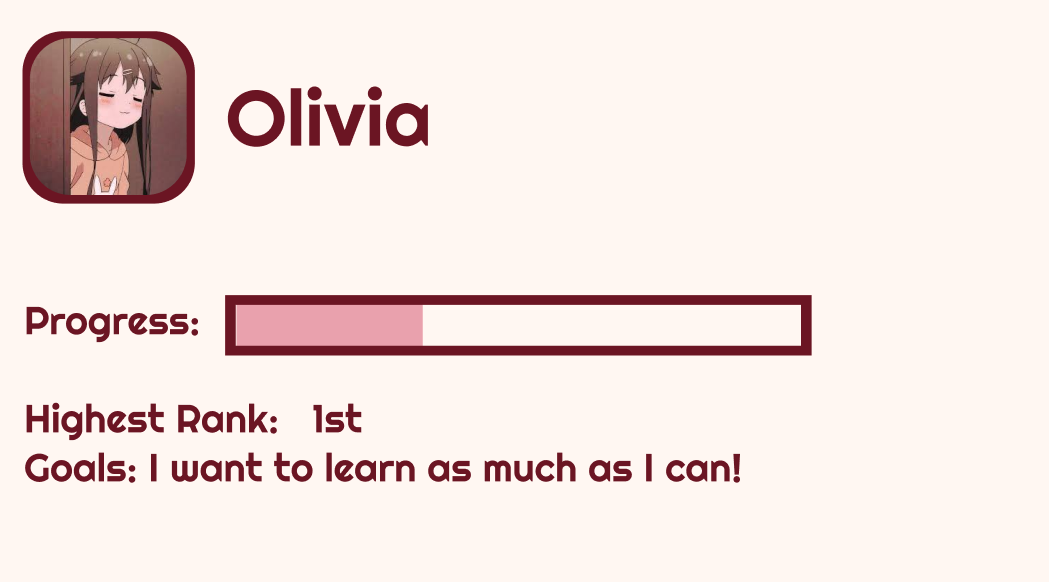 Olivia
Progress:
Highest Rank: 1st
Goals: I want to learn as much as I can!